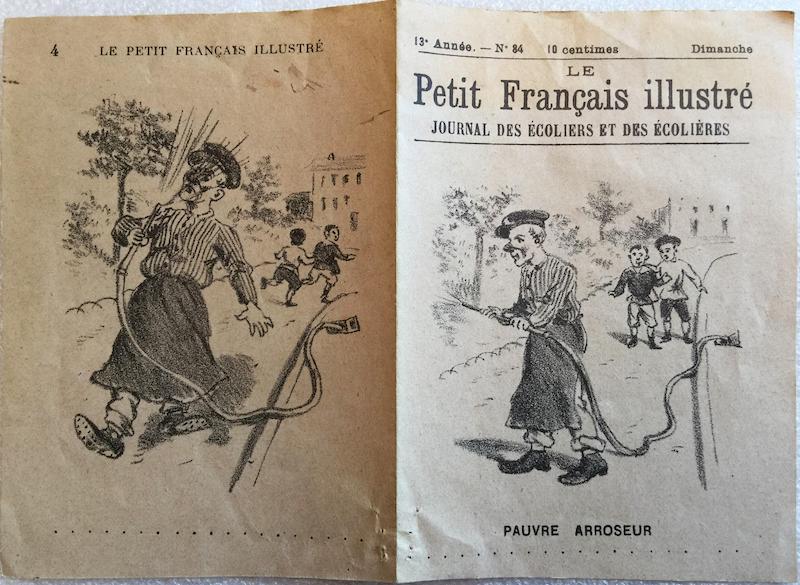 4 LE PETIT FRANÇAIS ILLUSTRÉ
13e Année. — No 84 10 centimes Dimanche
LE
Petit Français illustré
JOURNAL DES ÉCOLIERS ET DES ÉCOLIÈRES
PAUVRE ARROSEUR